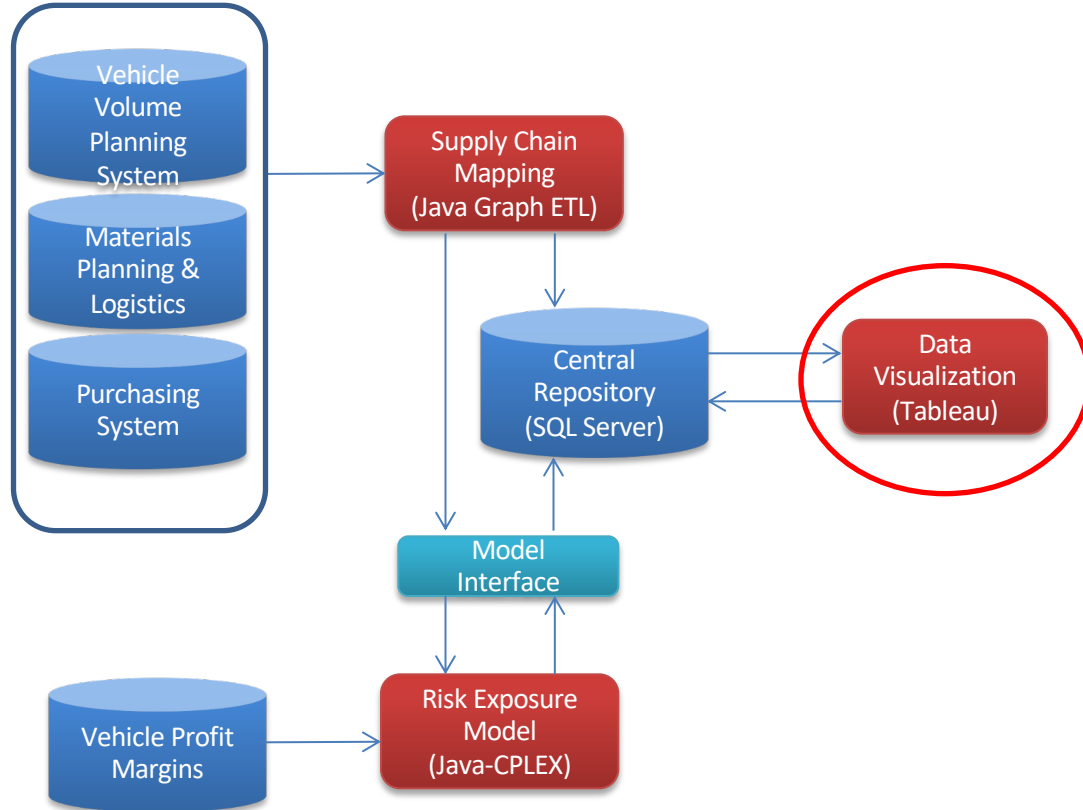 Vehicle
Volume
Planning
System
Materials
Planning &
Logistics
Purchasing
System
Supply Chain
Mapping
(Java Graph ETL)
Central
Repository
(SQL Server)
Data
Visualization
(Tableau)
Model
Interface
Vehicle Profit
Margins
Risk Exposure
Model
(Java-CPLEX)